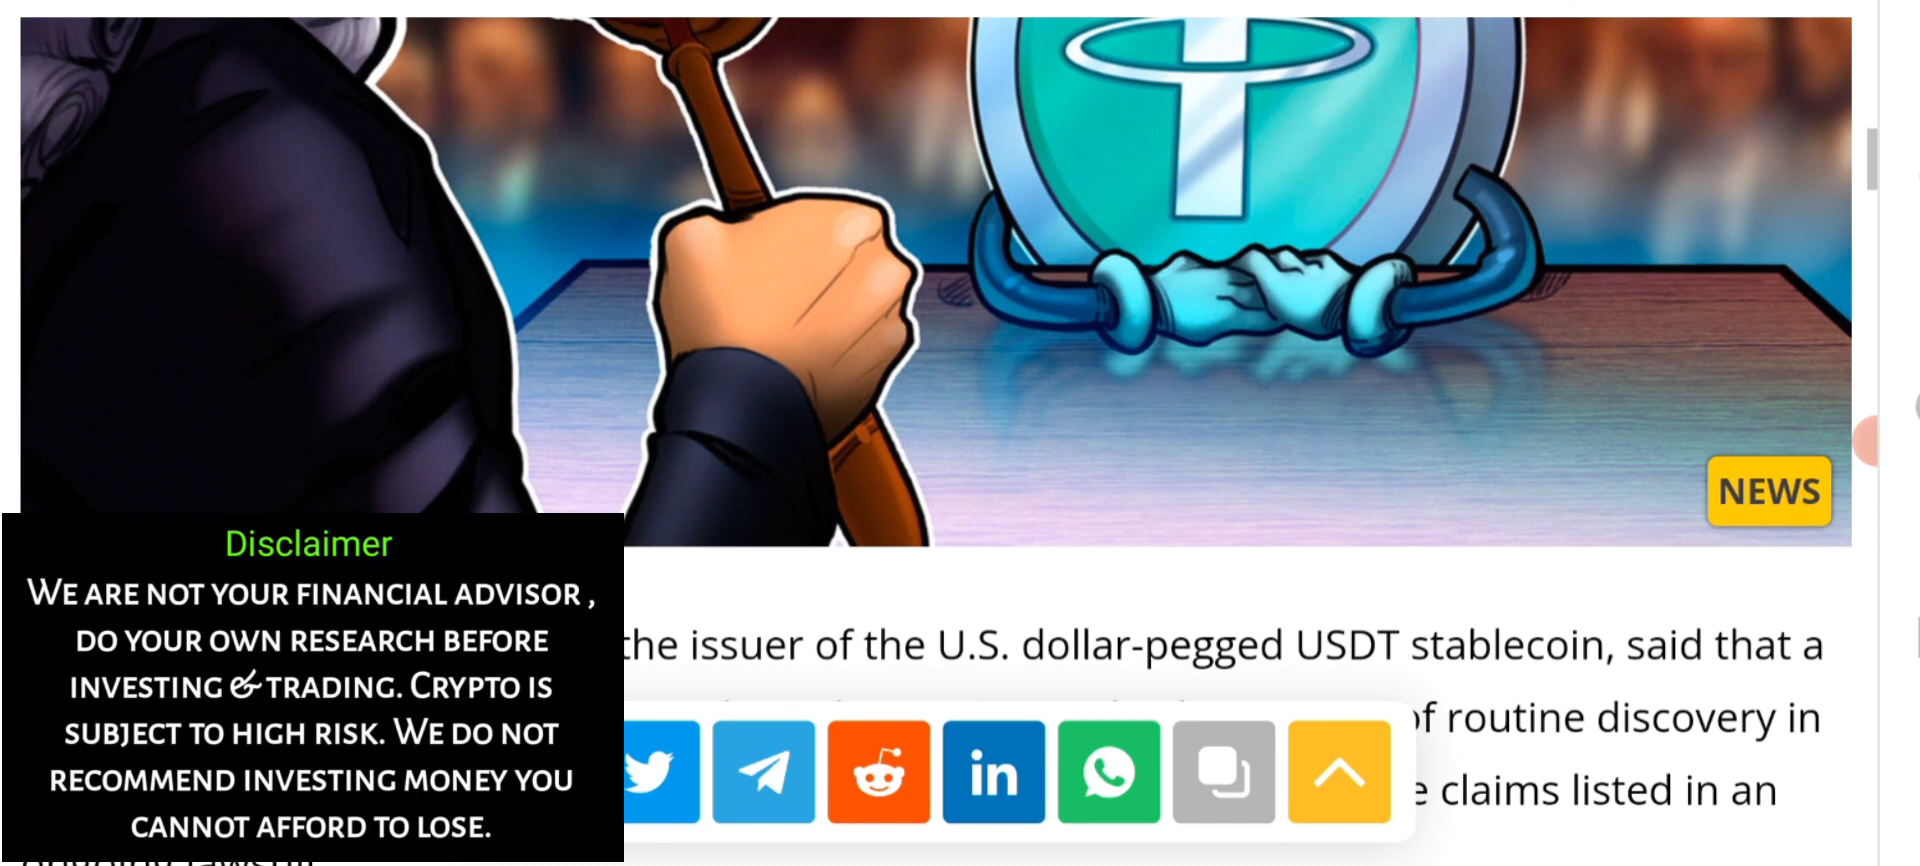 NEWS
Disclaimer
WE ARE NOT YOUR FINANCIAL ADVISOR ,
DO YOUR OWN RESEARCH BEFORE
INVESTING & TRADING. CRYPTO IS
SUBJECT TO HIGH RISK. WE DO NOT
RECOMMEND INVESTING MONEY YOU
CANNOT AFFORD TO LOSE.
the issuer of the U.S. dollar-pegged USDT stablecoin, said that a
of routine discovery in
claims listed in an
in